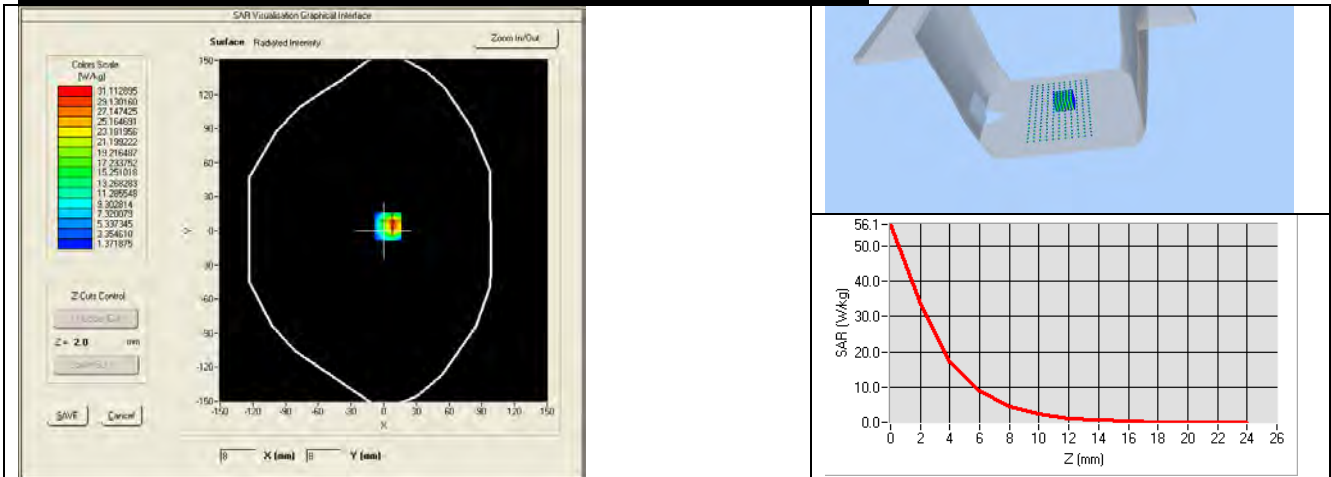 SAR Visualisation Graphical Interface
Surface Radiated Intensity
Zoom In/Out
Colors Scale
(W/kg)
31.112895
29.130160
27.147425
25.164691
23.181956
21.199222
19.216487
17.233752
15.251018
13.268283
11.285548
9.302814
7.320079
5.337345
3.354610
1.371875
150-
120-
90-
60-
30-
0-
-30-
-60-
-90-
-120-
-150-
-150 -120 -90 -60 -30 0 30 60 90 120 150
Y
X
Z Cuts Control
Z = 2.0 mm
SAVE
Cancel
8 X (mm) 8 Y (mm)
56.1-
50.0-
40.0-
30.0-
20.0-
10.0-
0.0-
0 2 4 6 8 10 12 14 16 18 20 22 24 26
SAR (W/kg)
Z (mm)